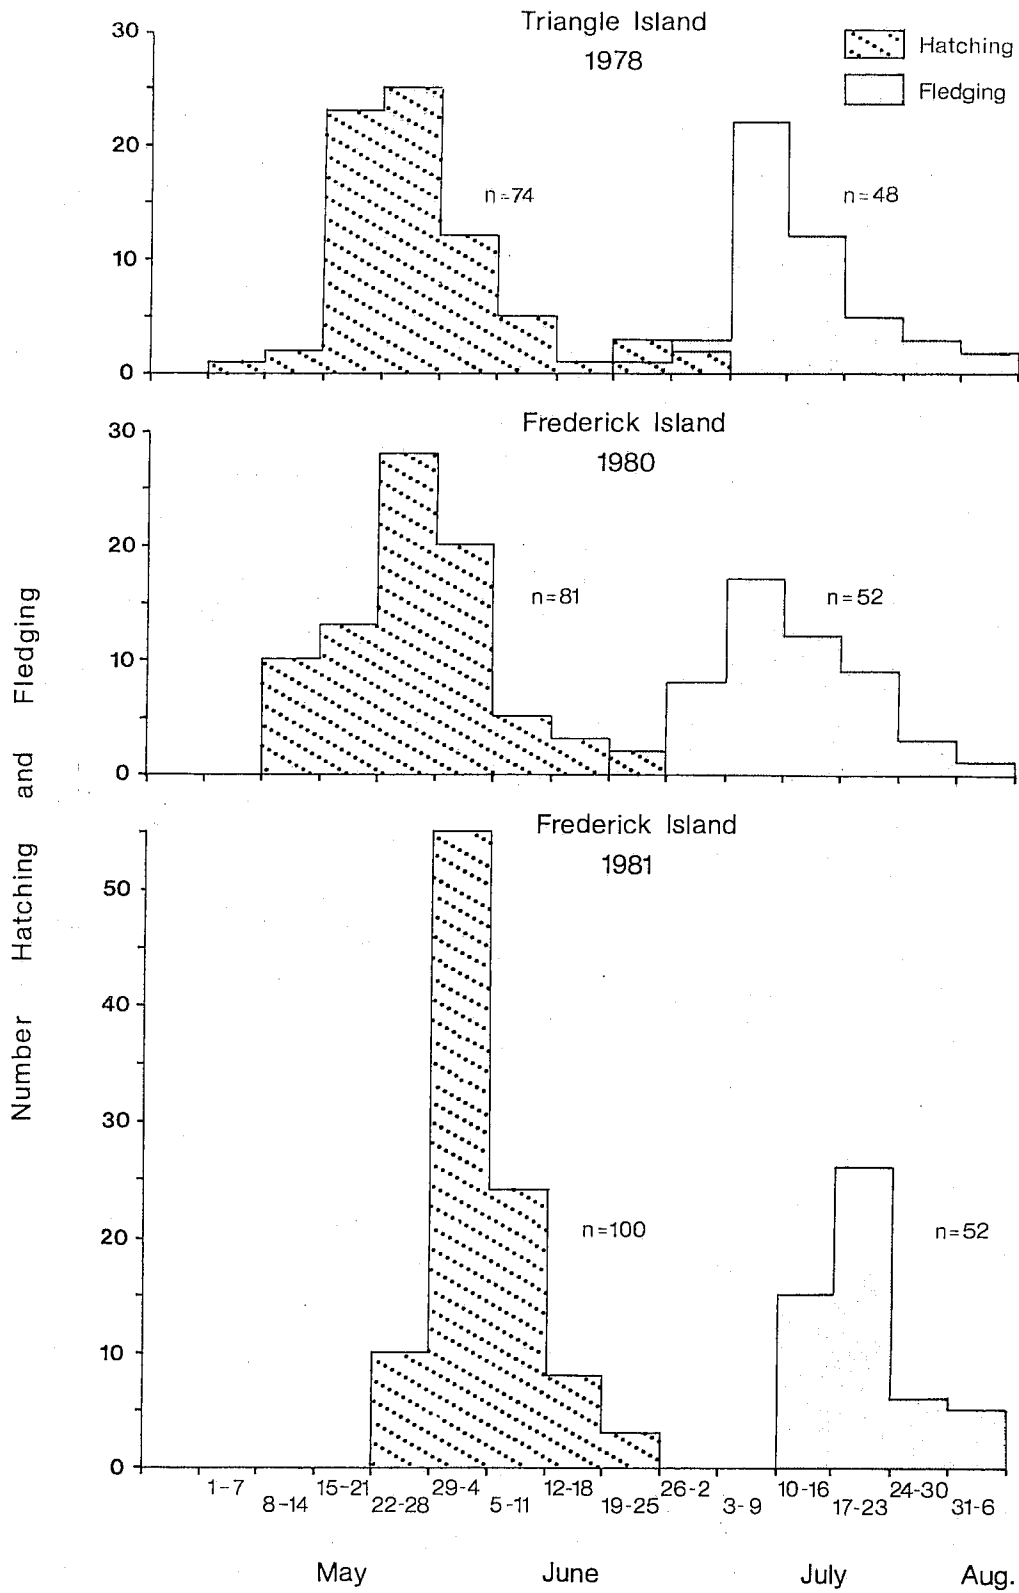 Triangle Island
1978
Hatching
Fledging
30
20
10
0
n=74
n=48
Frederick Island
1980
30
20
10
0
n=81
n=52
Frederick Island
1981
50
40
30
20
10
0
n=100
n=52
Number Hatching and Fledging
1-7
8-14
15-21
22-28
29-4
5-11
12-18
19-25
26-2
3-9
10-16
17-23
24-30
31-6
May June July Aug.